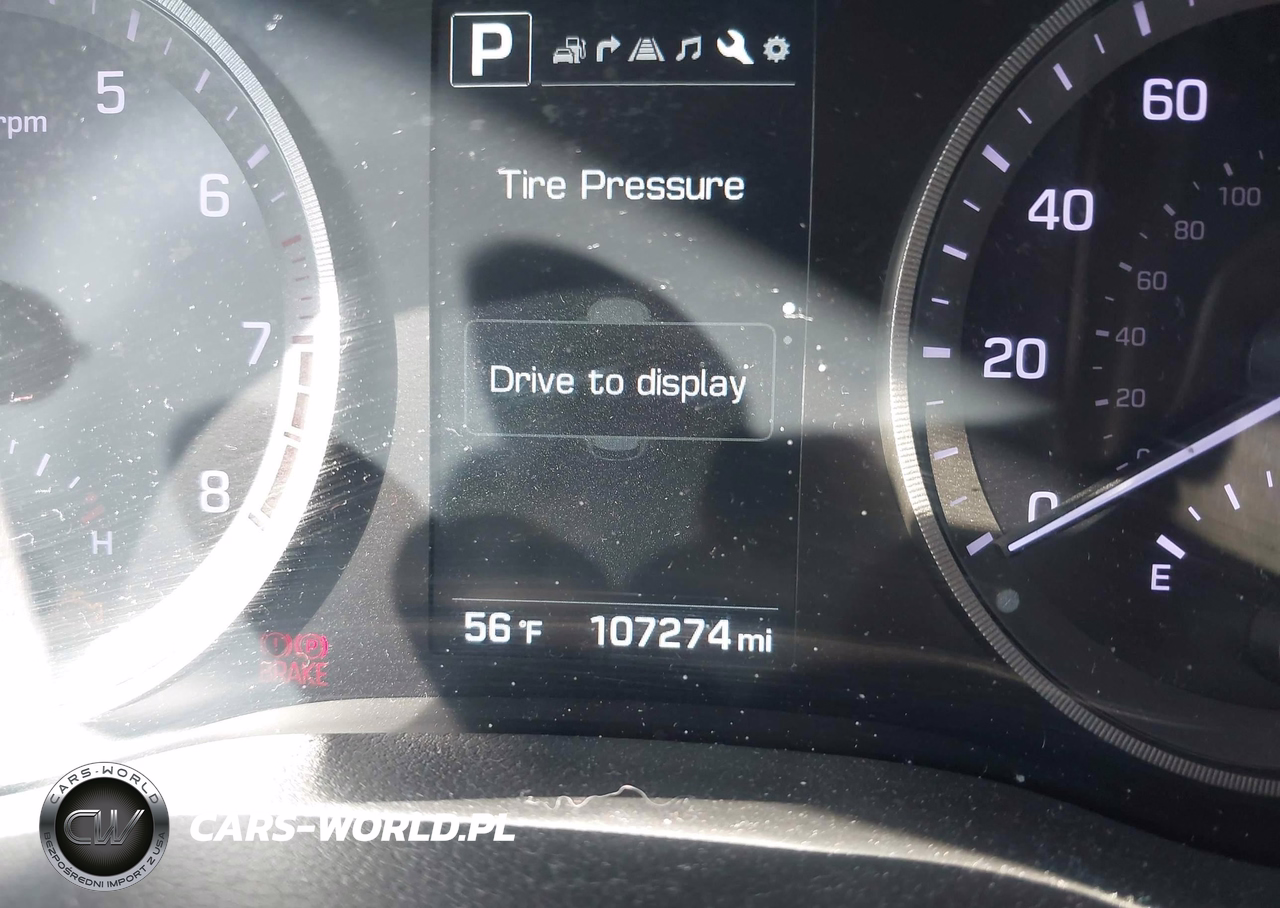 P
5
rpm
6
7
8
H
Tire Pressure
Drive to display
56 °F 107274 mi
BRAKE
60
40
20
0
100
80
60
40
20
0
E
CARS-WORLD
CW
BEZPOŚREDNI IMPORT Z USA
CARS-WORLD.PL